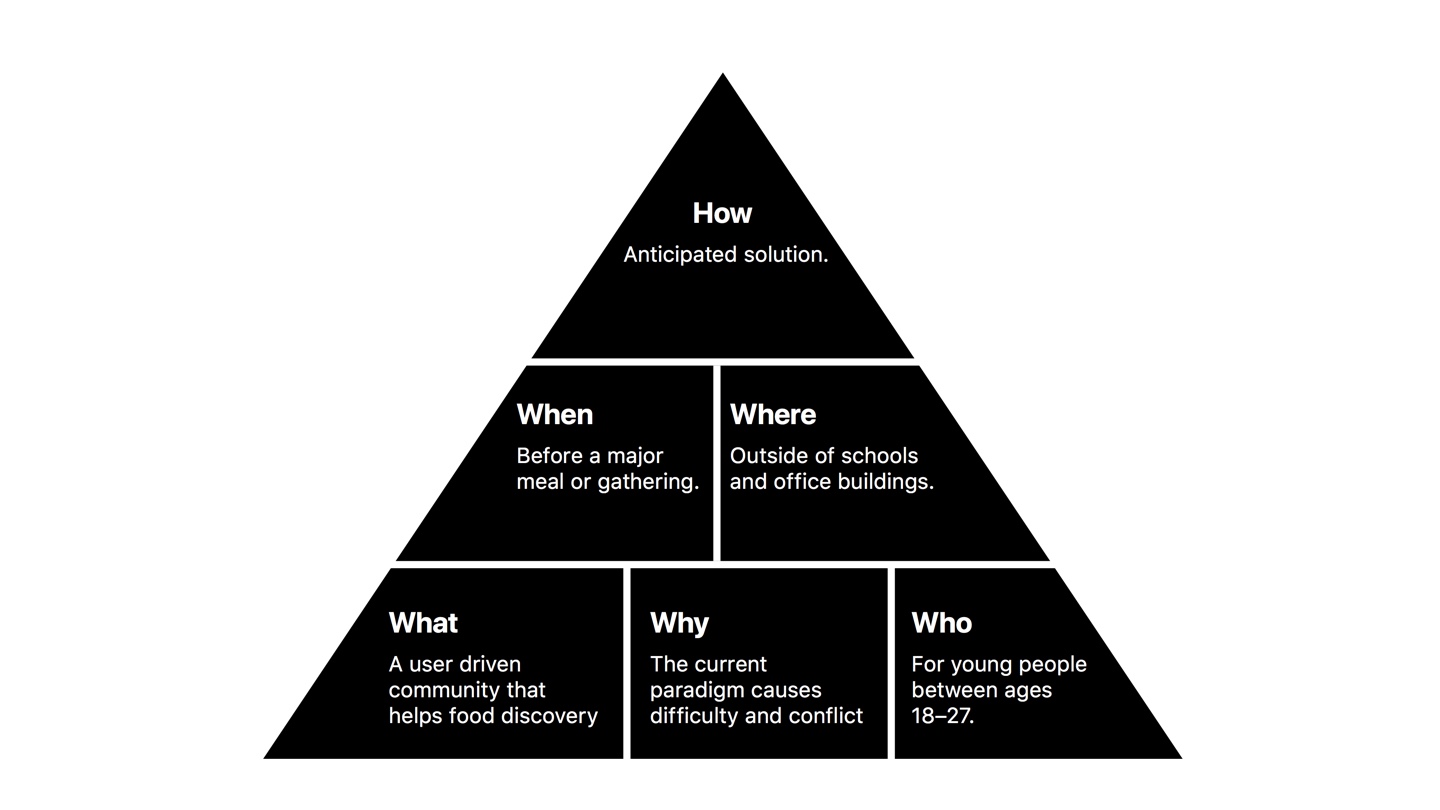 How
Anticipated solution.
When
Before a major
meal or gathering.
Where
Outside of schools
and office buildings.
What
A user driven
community that
helps food discovery
Why
The current
paradigm causes
difficulty and conflict
Who
For young people
between ages
18–27.